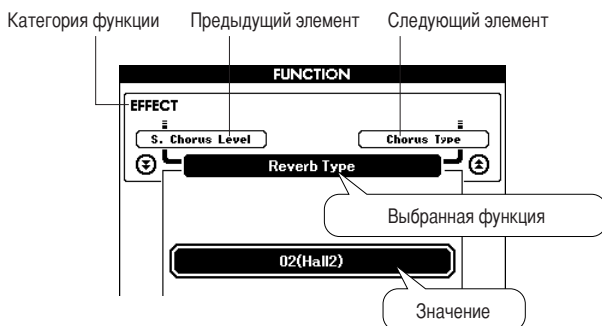 Категория функции Предыдущий элемент Следующий элемент
FUNCTION
EFFECT
S. Chorus Level Chorus Type
Reverb Type
Выбранная функция
02(Hall2)
Значение